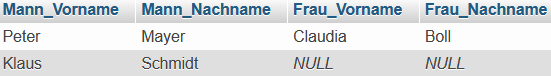 Mann_Vorname Mann_Nachname Frau_Vorname Frau_Nachname
Peter Mayer Claudia Boll
Klaus Schmidt NULL NULL